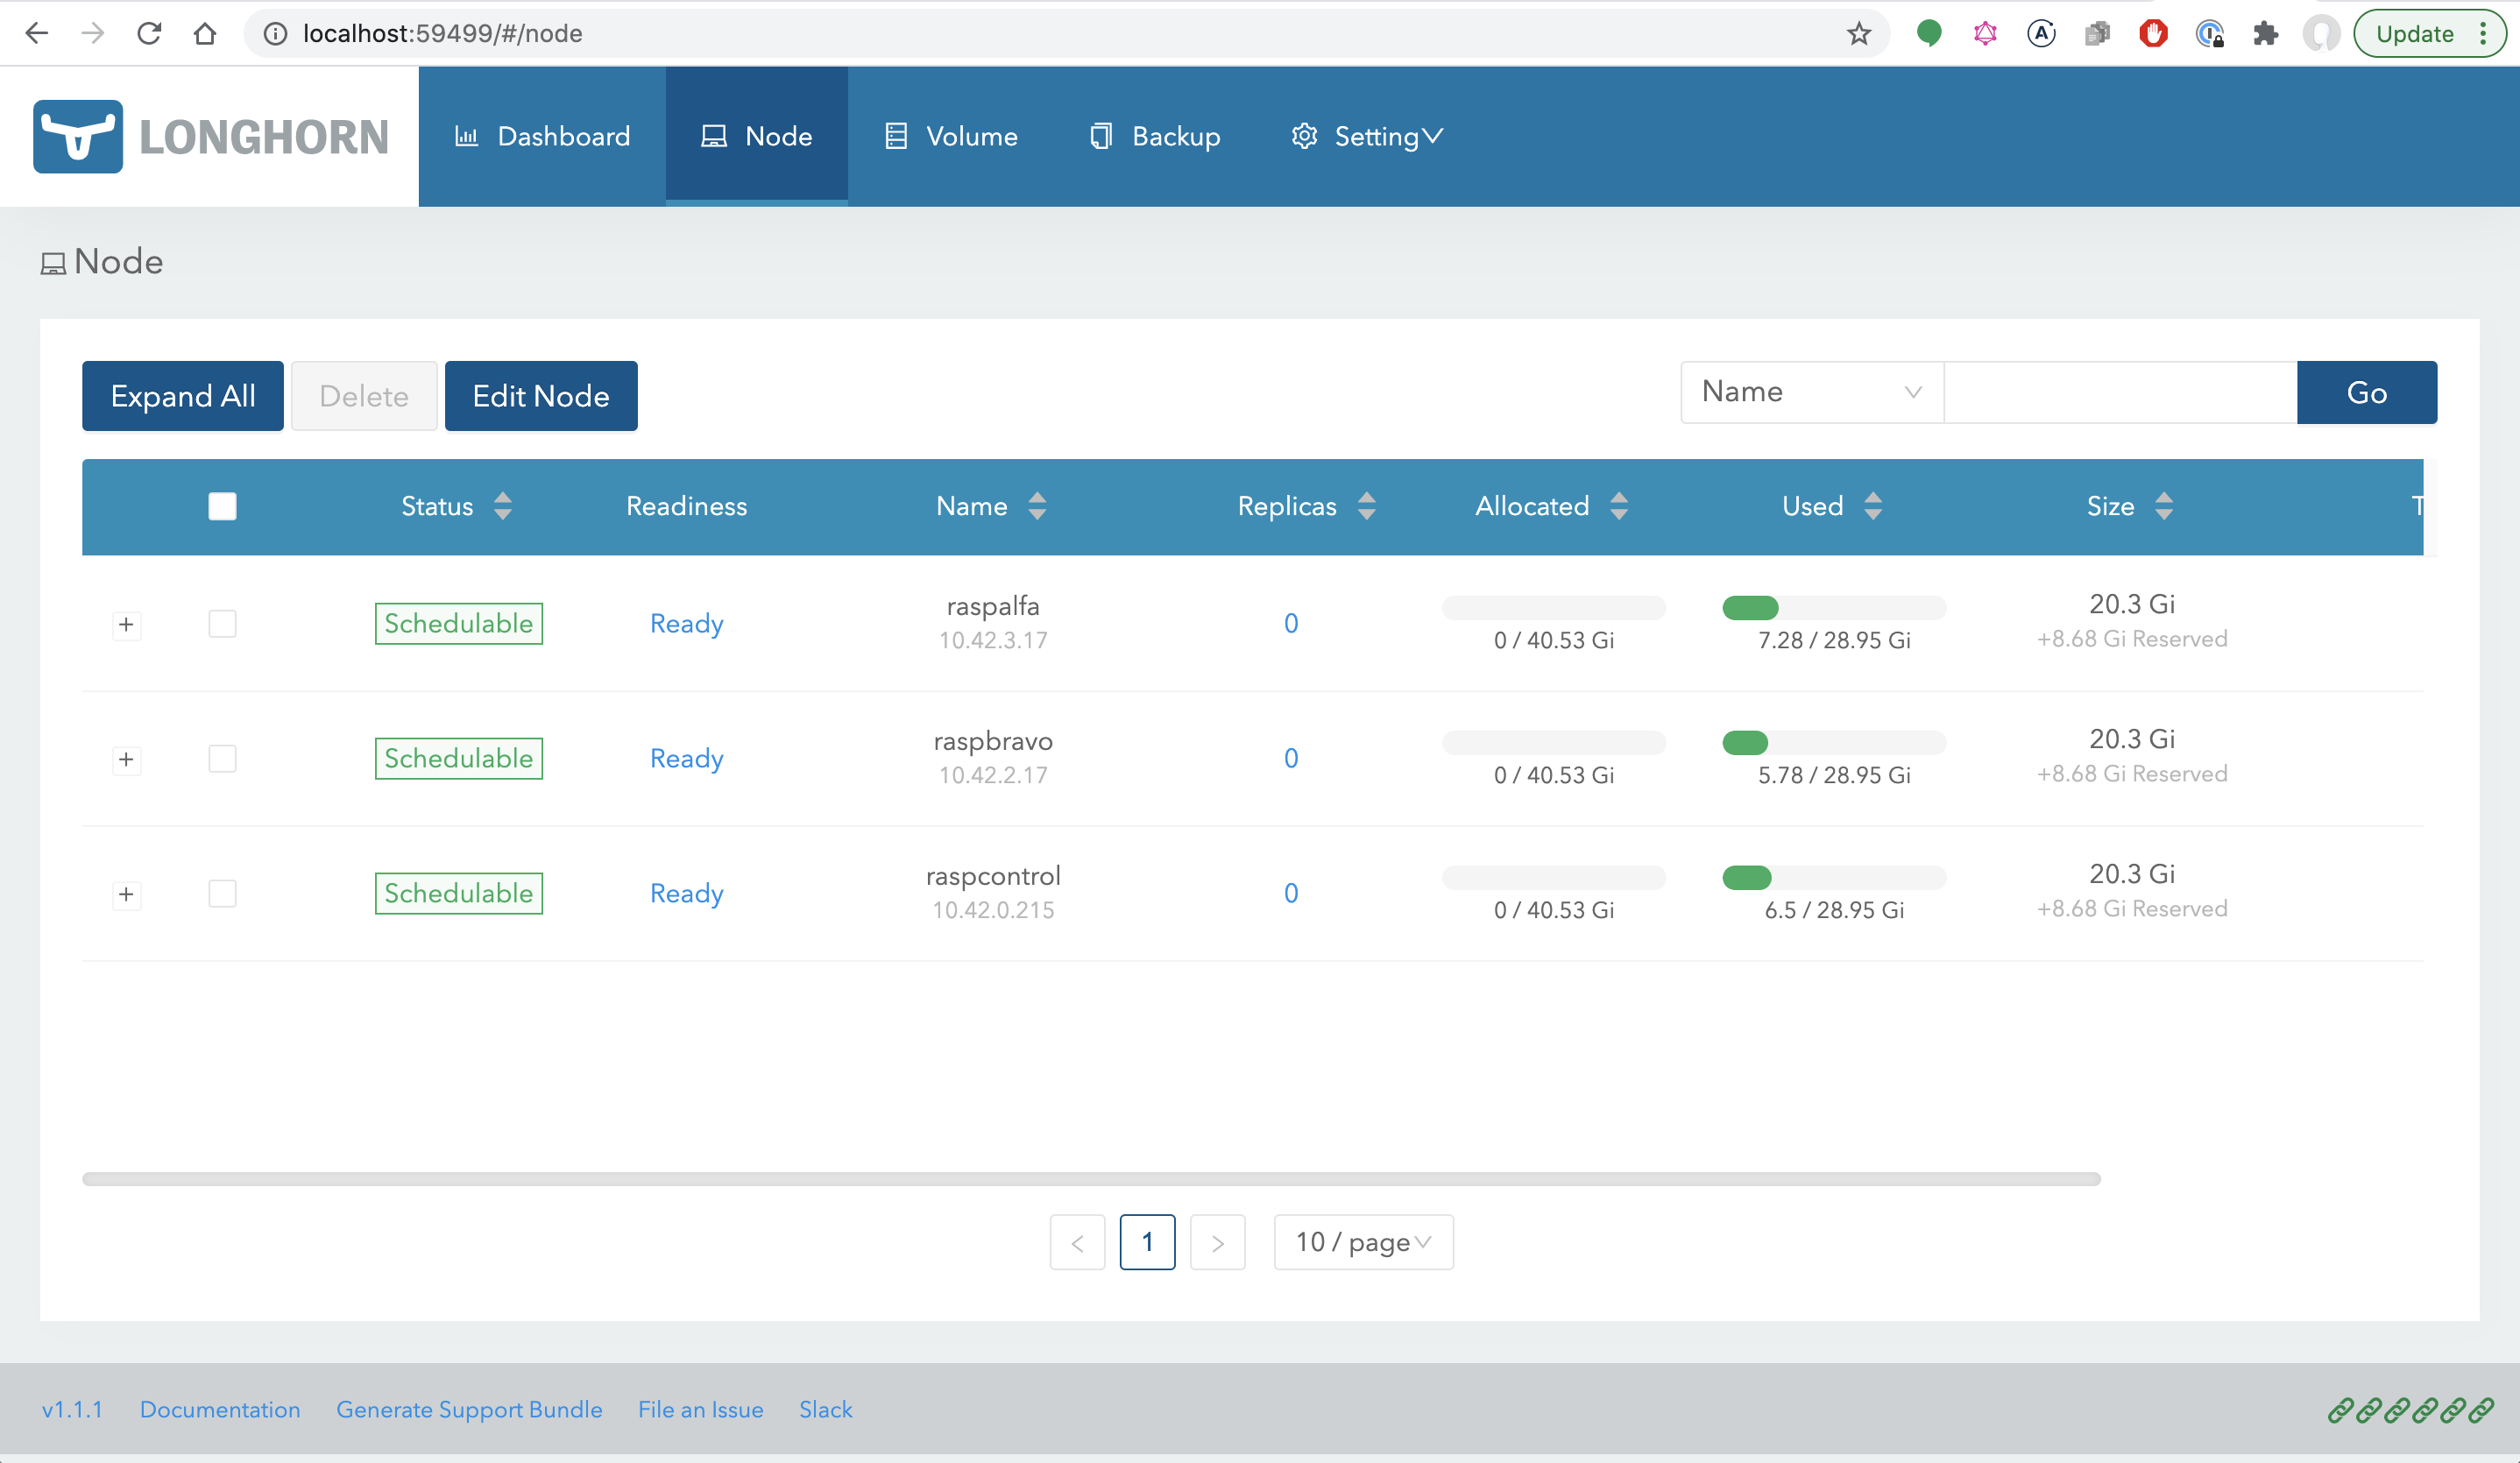 localhost:59499/#/node
Update
LONGHORN
Dashboard
Node
Volume
Backup
Setting
Node
Expand All
Delete
Edit Node
Name
Go
Status Readiness Name Replicas Allocated Used Size T
Schedulable Ready raspalfa 0 20.3 Gi
10.42.3.17 0 / 40.53 Gi 7.28 / 28.95 Gi +8.68 Gi Reserved
Schedulable Ready raspbravo 0 20.3 Gi
10.42.2.17 0 / 40.53 Gi 5.78 / 28.95 Gi +8.68 Gi Reserved
Schedulable Ready raspcontrol 0 20.3 Gi
10.42.0.215 0 / 40.53 Gi 6.5 / 28.95 Gi +8.68 Gi Reserved
< 1 > 10 / page
v1.1.1 Documentation Generate Support Bundle File an Issue Slack